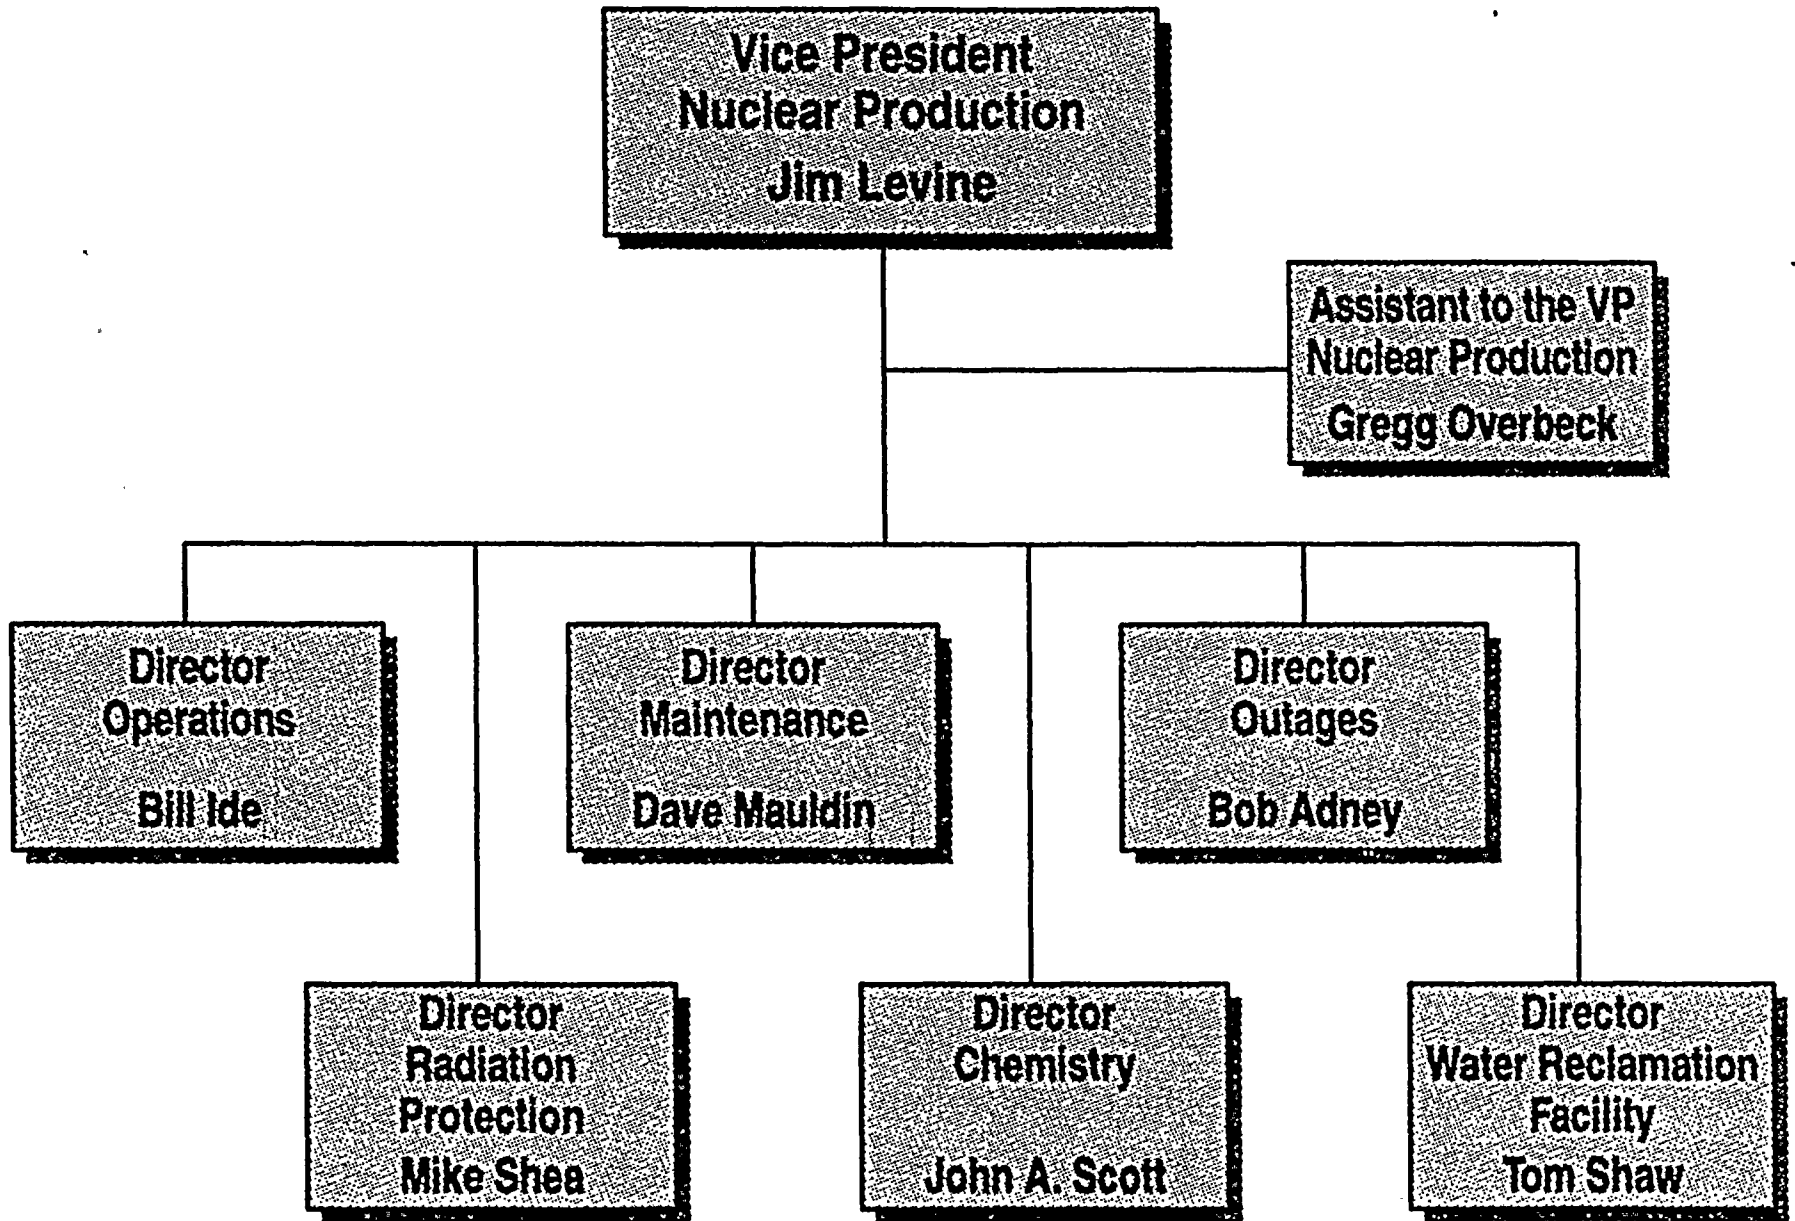 Vice President
Nuclear Production
Jim Levine
Assistant to the VP
Nuclear Production
Gregg Overbeck
Director
Operations
Bill Ide
Director
Maintenance
Dave Mauldin
Director
Outages
Bob Adney
Director
Radiation
Protection
Mike Shea
Director
Chemistry
John A. Scott
Director
Water Reclamation
Facility
Tom Shaw